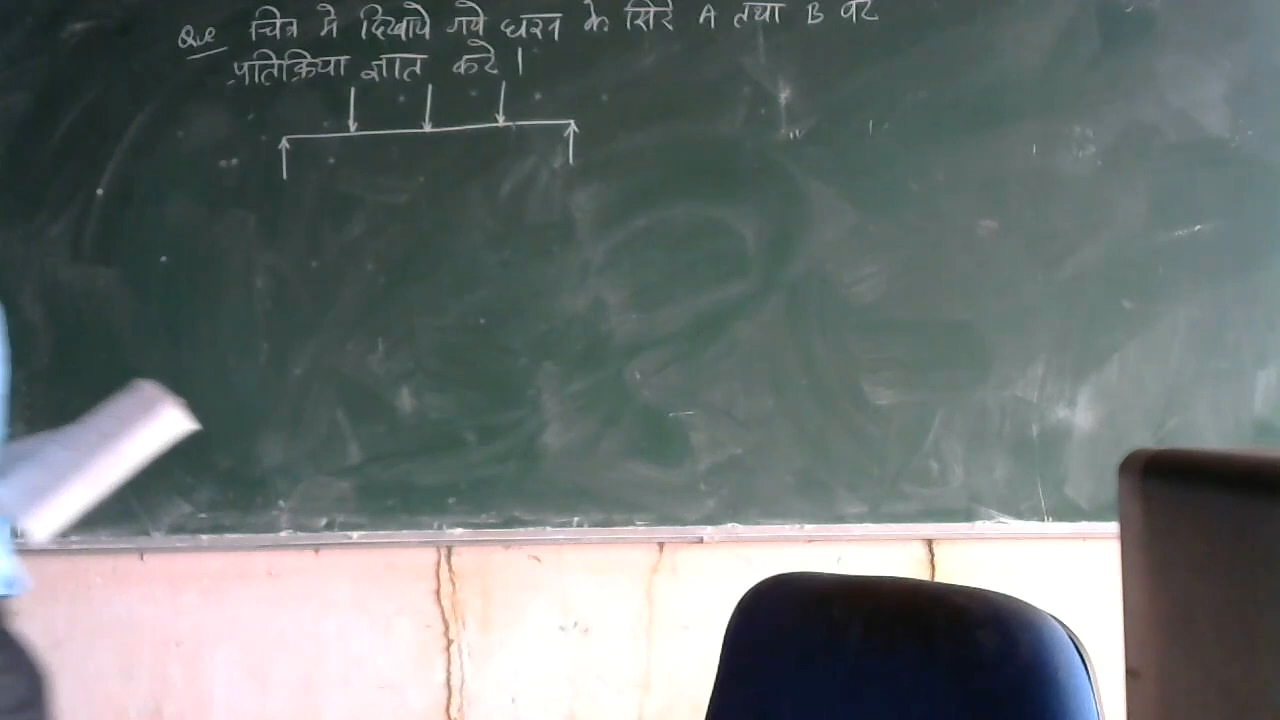 Que चित्र मे दिखाये गये धरन के सिरे A तथा B पर
प्रतिक्रिया ज्ञात करे ।